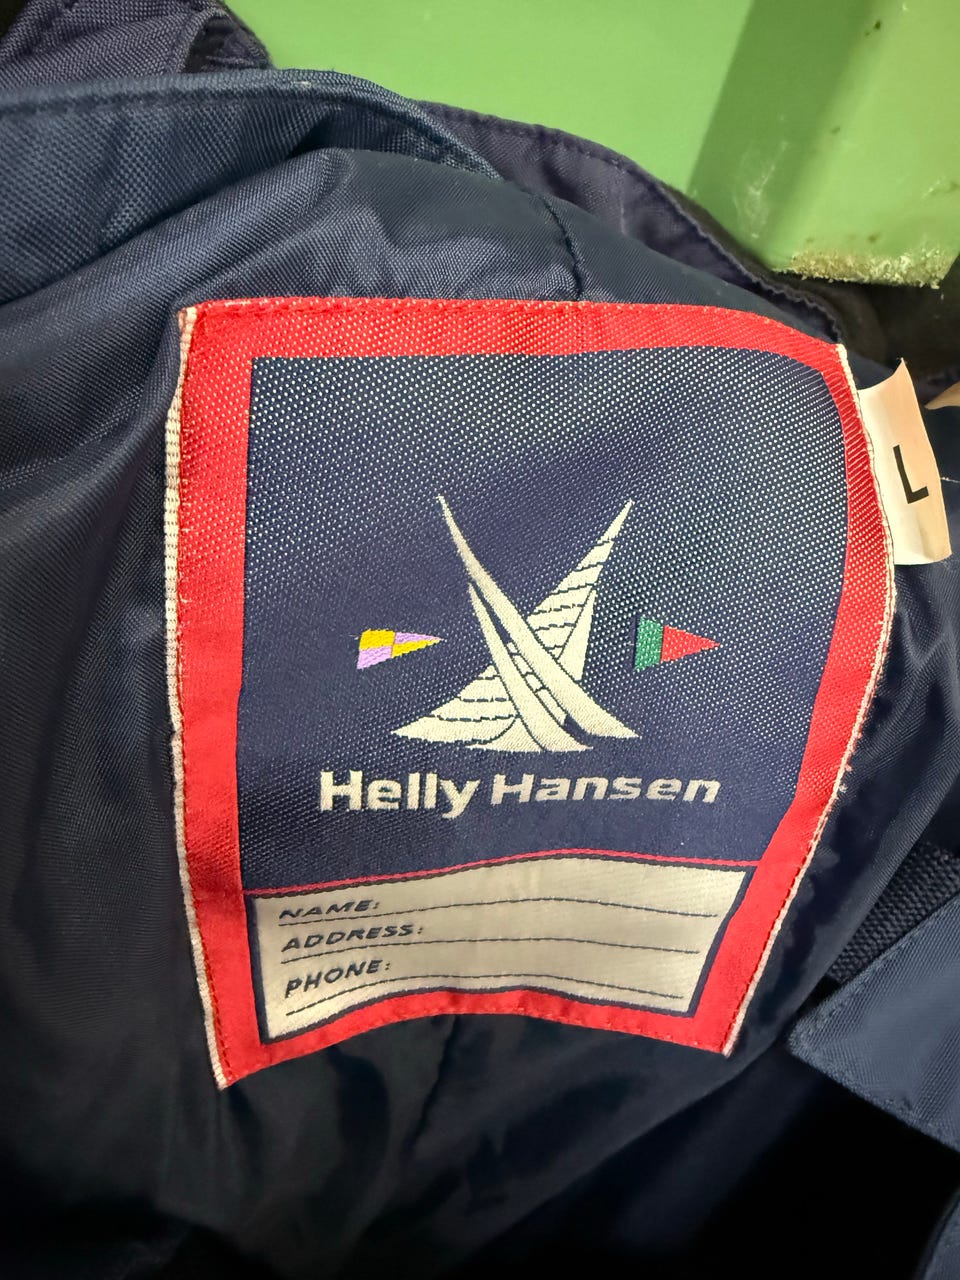 L
Helly Hansen
NAME:
ADDRESS:
PHONE: